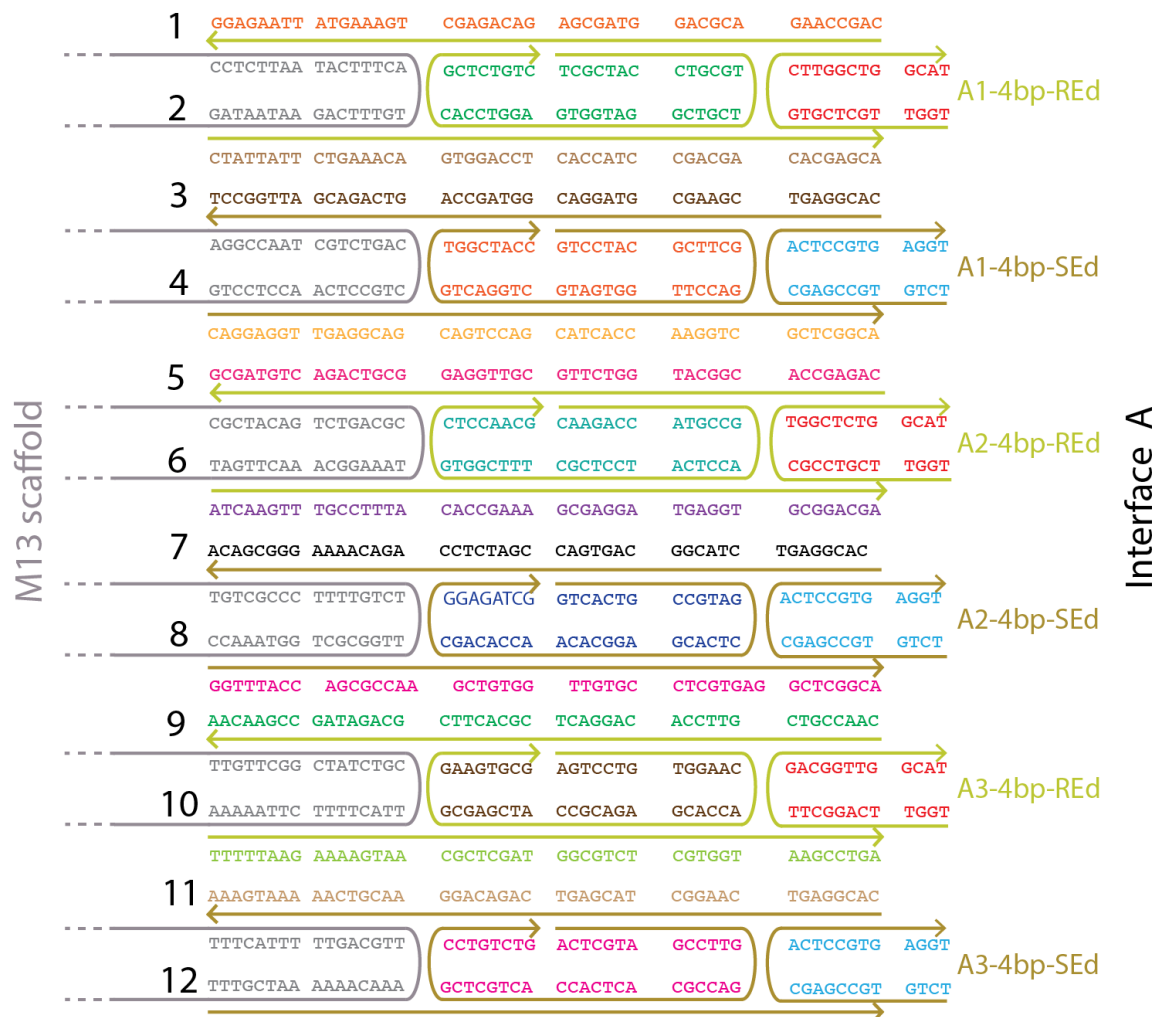 1 GGAGAATT ATGAAAGT CGAGACAG AGCGATG GACGCA GAACCGAC
CCTCTTAA TACTTTCA GCTCTGTC TCGCTAC CTGCGT CTTGGCTG GCAT
A1-4bp-REd
2 GATAATAA GACTTTGT CACCTGGA GTGGTAG GCTGCT GTGCTCGT TGGT
CTATTATT CTGAAACA GTGGACCT CACCATC CGACGA CACGAGCA
3 TCCGGTTA GCAGACTG ACCGATGG CAGGATG CGAAGC TGAGGCAC
AGGCCAAT CGTCTGAC TGGCTACC GTCCTAC GCTTCG ACTCCGTG AGGT
A1-4bp-SEd
4 GTCCTCCA ACTCCGTC GTCAGGTC GTAGTGG TTCCAG CGAGCCGT GTCT
CAGGAGGT TGAGGCAG CAGTCCAG CATCACC AAGGTC GCTCGGCA
5 GCGATGTC AGACTGCG GAGGTTGC GTTCTGG TACGGC ACCGAGAC
CGCTACAG TCTGACGC CTCCAACG CAAGACC ATGCCG TGGCTCTG GCAT
A2-4bp-REd
6 TAGTTCAA ACGGAAAT GTGGCTTT CGCTCCT ACTCCA CGCCTGCT TGGT
ATCAAGTT TGCCTTTA CACCGAAA GCGAGGA TGAGGT GCGGACGA
7 ACAGCGGG AAAACAGA CCTCTAGC CAGTGAC GGCATC TGAGGCAC
TGTCGCCC TTTTGTCT GGAGATCG GTCACTG CCGTAG ACTCCGTG AGGT
A2-4bp-SEd
8 CCAAATGG TCGCGGTT CGACACCA ACACGGA GCACTC CGAGCCGT GTCT
GGTTTACC AGCGCCAA GCTGTGG TTGTGC CTCGTGAG GCTCGGCA
9 AACAAGCC GATAGACG CTTCACGC TCAGGAC ACCTTG CTGCCAAC
TTGTTCGG CTATCTGC GAAGTGCG AGTCCTG TGGAAC GACGGTTG GCAT
A3-4bp-REd
10 AAAAATTC TTTTCATT GCGAGCTA CCGCAGA GCACCA TTCGGACT TGGT
TTTTTAAG AAAAGTAA CGCTCGAT GGCGTCT CGTGGT AAGCCTGA
11 AAAGTAAA AACTGCAA GGACAGAC TGAGCAT CGGAAC TGAGGCAC
TTTCATTT TTGACGTT CCTGTCTG ACTCGTA GCCTTG ACTCCGTG AGGT
A3-4bp-SEd
12 TTTGCTAA AAAACAAA GCTCGTCA CCACTCA CGCCAG CGAGCCGT GTCT
M13 scaffold
Interface A